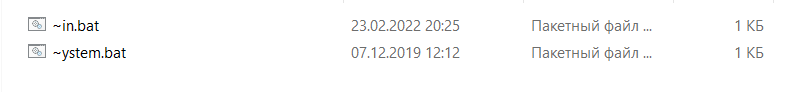 ~in.bat 23.02.2022 20:25 Пакетный файл ... 1 КБ
~ystem.bat 07.12.2019 12:12 Пакетный файл ... 1 КБ